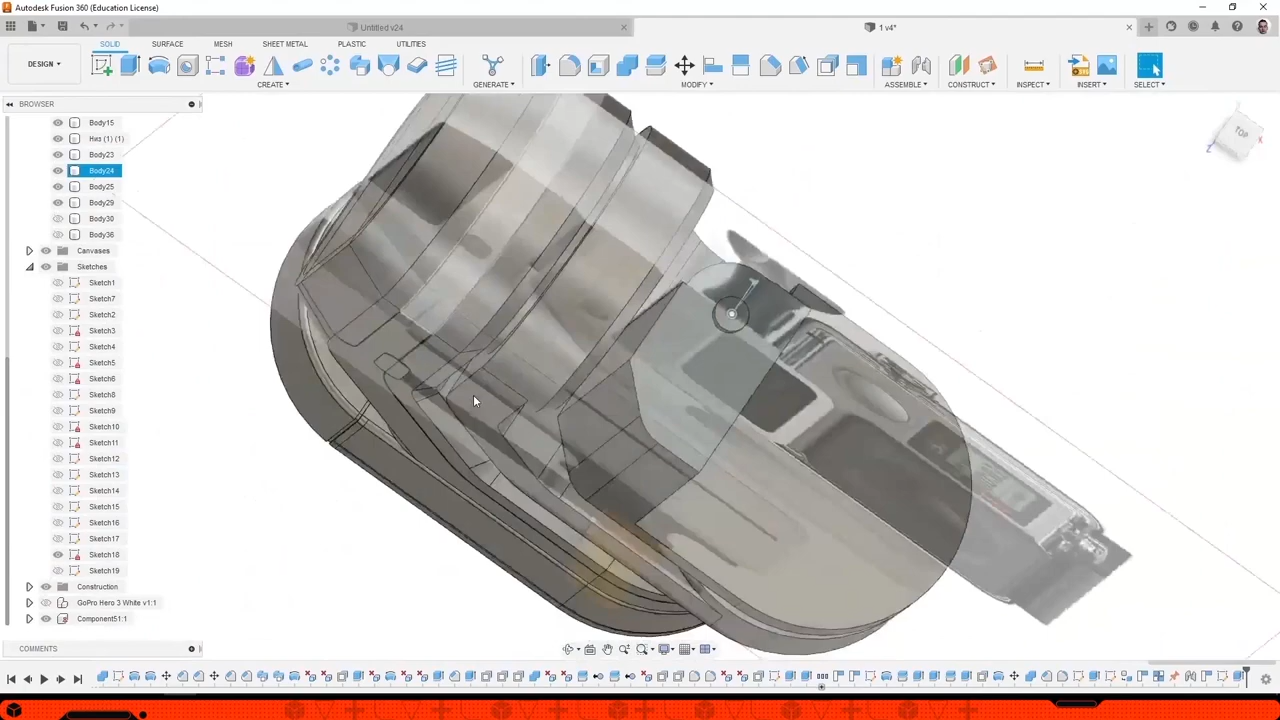 Autodesk Fusion 360 (Education License)
Untitled v24
1 v4*
DESIGN
SOLID SURFACE MESH SHEET METAL PLASTIC UTILITIES
CREATE GENERATE MODIFY ASSEMBLE CONSTRUCT INSPECT INSERT SELECT
BROWSER
TOP
Body15
Низ (1) (1)
Body23
Body24
Body25
Body29
Body30
Body36
Canvases
Sketches
Sketch1
Sketch7
Sketch2
Sketch3
Sketch4
Sketch5
Sketch6
Sketch8
Sketch9
Sketch10
Sketch11
Sketch12
Sketch13
Sketch14
Sketch15
Sketch16
Sketch17
Sketch18
Sketch19
Construction
GoPro Hero 3 White v1:1
Component51:1
COMMENTS